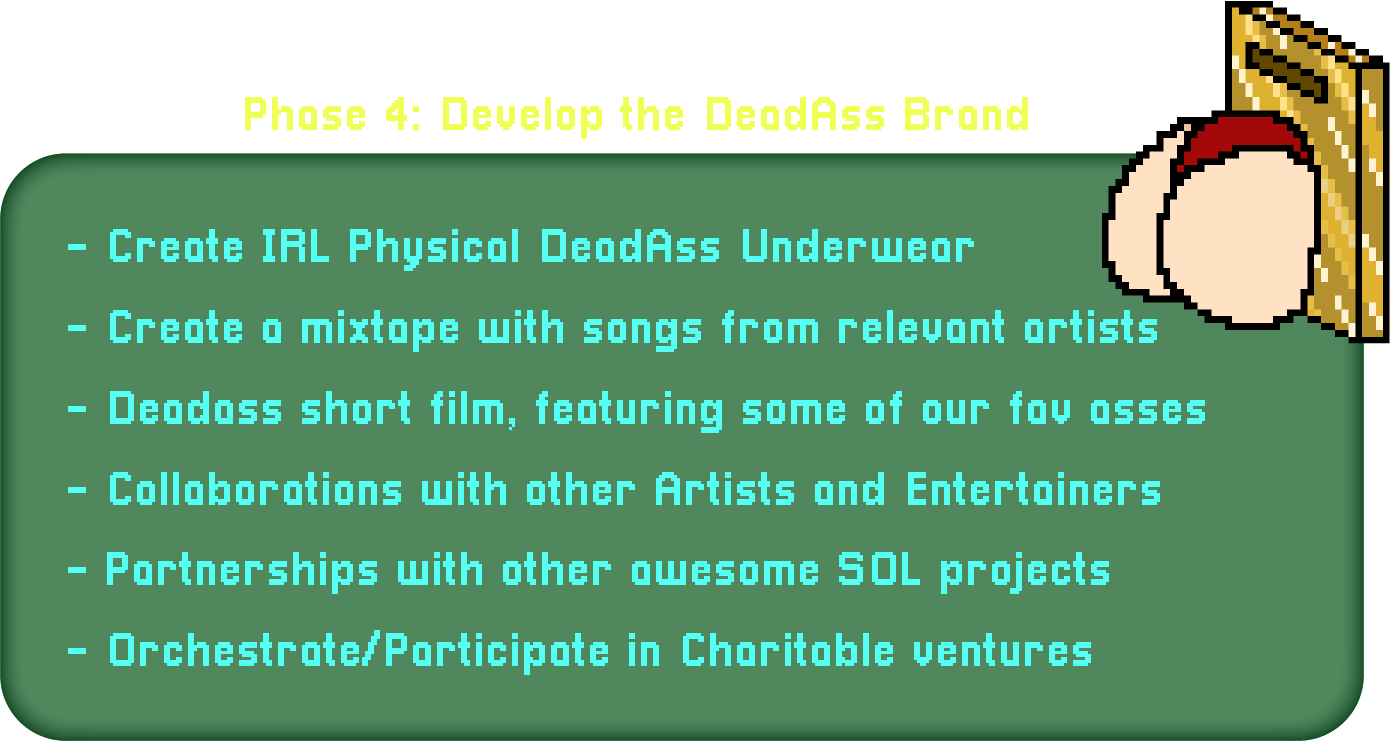 Phase 4: Develop the DeadAss Brand
- Create IRL Physical DeadAss Underwear
- Create a mixtape with songs from relevant artists
- Deadass short film, featuring some of our fav asses
- Collaborations with other Artists and Entertainers
- Partnerships with other awesome SOL projects
- Orchestrate/Participate in Charitable ventures